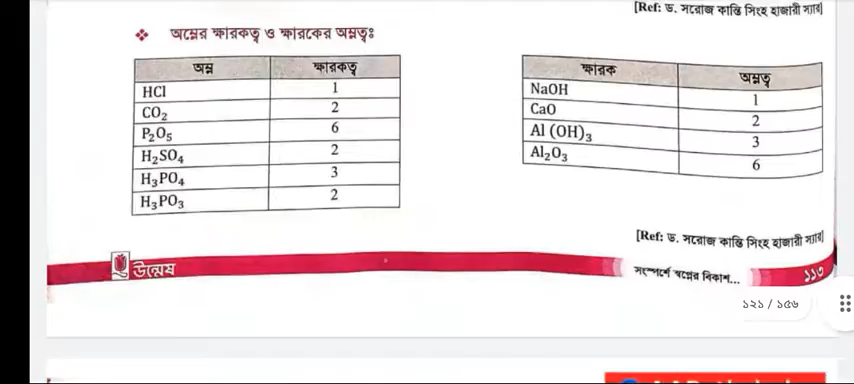 [Ref: ড. সরোজ কান্তি সিংহ হাজারী স্যার]
❖ অম্লের ক্ষারকত্ব ও ক্ষারকের অম্লত্বঃ
অম্ল ক্ষারকত্ব
HCl 1
CO₂ 2
P₂O₅ 6
H₂SO₄ 2
H₃PO₄ 3
H₃PO₃ 2
ক্ষারক অম্লত্ব
NaOH 1
CaO 2
Al (OH)₃ 3
Al₂O₃ 6
[Ref: ড. সরোজ কান্তি সিংহ হাজারী স্যার]
উন্মেষ
সংস্পর্শে স্বপ্নের বিকাশ...
১১৩
১২১ / ১৫৬